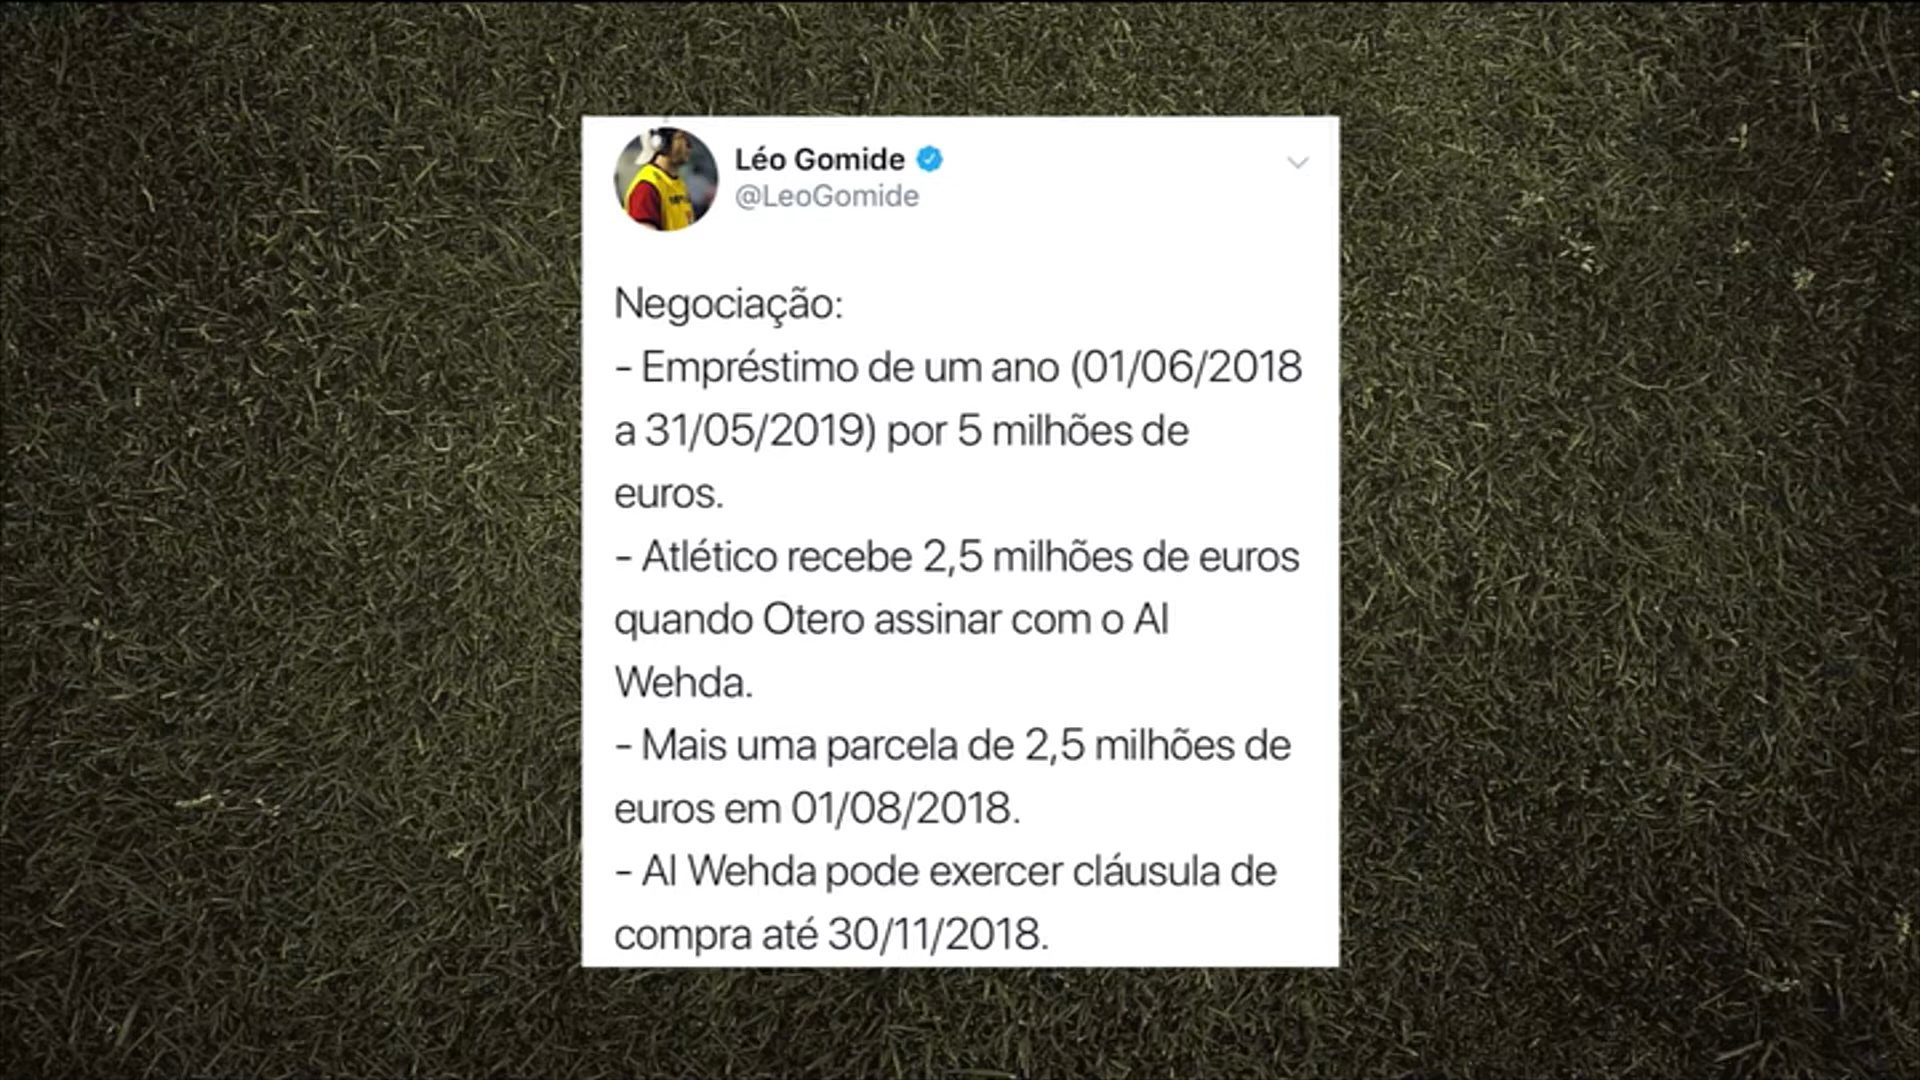 Léo Gomide
@LeoGomide
Negociação:
- Empréstimo de um ano (01/06/2018
a 31/05/2019) por 5 milhões de
euros.
- Atlético recebe 2,5 milhões de euros
quando Otero assinar com o Al
Wehda.
- Mais uma parcela de 2,5 milhões de
euros em 01/08/2018.
- Al Wehda pode exercer cláusula de
compra até 30/11/2018.